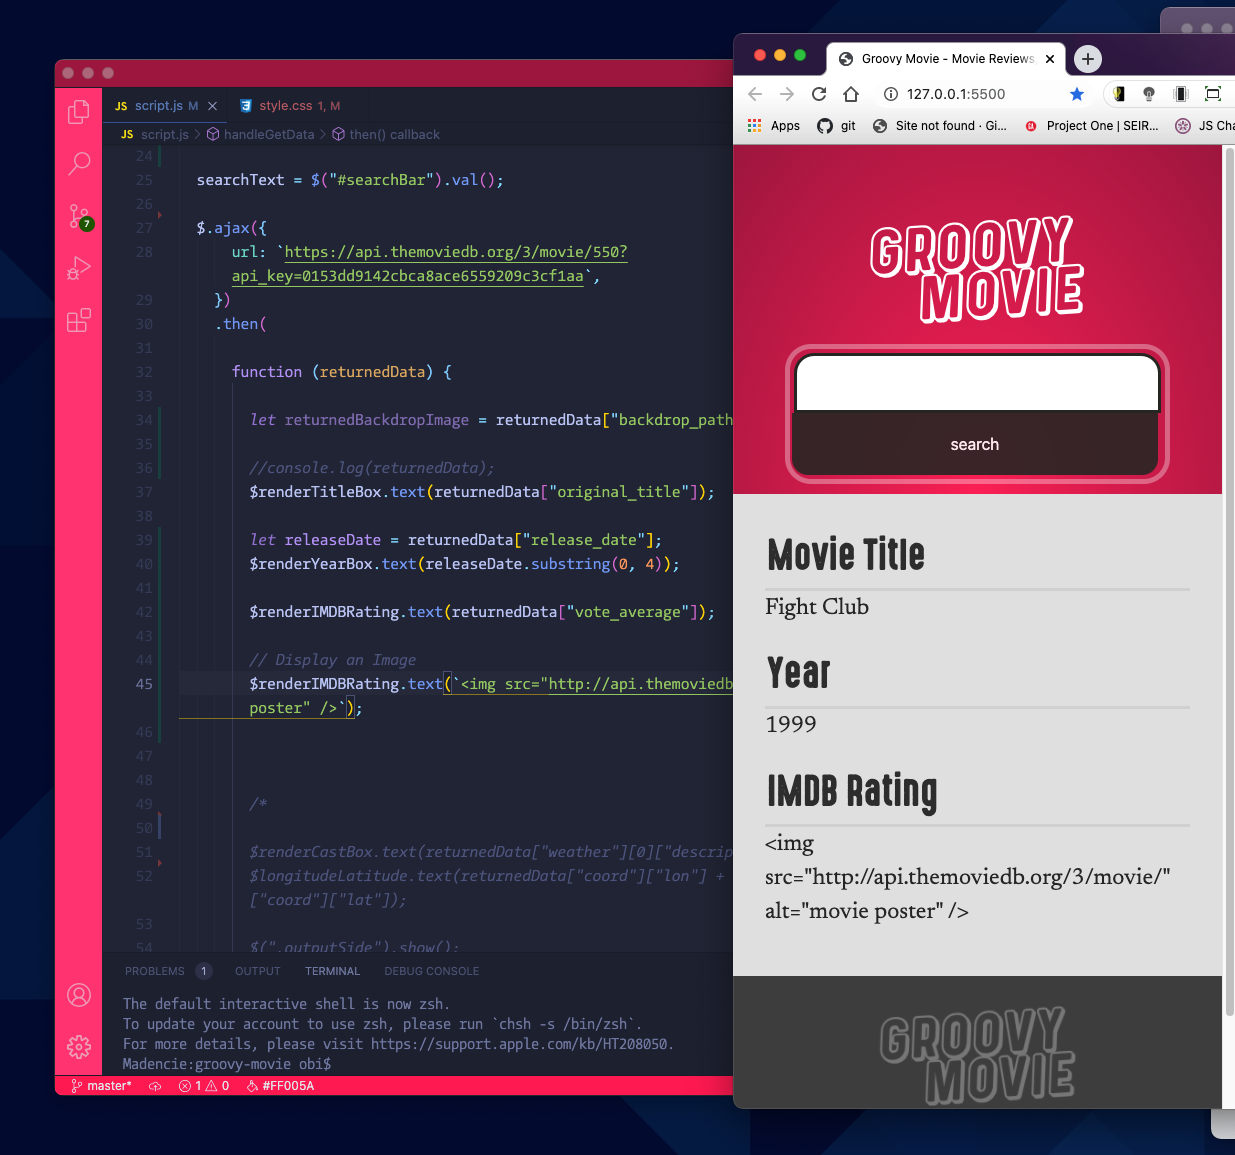 JS script.js M
style.css 1, M
JS script.js > handleGetData > then() callback
24
25 searchText = $("#searchBar").val();
26
27 $.ajax({
28 url: `https://api.themoviedb.org/3/movie/550?
api_key=0153dd9142cbca8ace6559209c3cf1aa`,
29 })
30 .then(
31
32 function (returnedData) {
33
34 let returnedBackdropImage = returnedData["backdrop_path
35
36 //console.log(returnedData);
37 $renderTitleBox.text(returnedData["original_title"]);
38
39 let releaseDate = returnedData["release_date"];
40 $renderYearBox.text(releaseDate.substring(0, 4));
41
42 $renderIMDBRating.text(returnedData["vote_average"]);
43
44 // Display an Image
45 $renderIMDBRating.text(`<img src="http://api.themoviedb
poster" />`);
46
47
48
49 /*
50
51 $renderCastBox.text(returnedData["weather"][0]["descrip
52 $longitudeLatitude.text(returnedData["coord"]["lon"] +
["coord"]["lat"]);
53
54 $(".outputSide").show();
7
PROBLEMS 1 OUTPUT TERMINAL DEBUG CONSOLE
The default interactive shell is now zsh.
To update your account to use zsh, please run `chsh -s /bin/zsh`.
For more details, please visit https://support.apple.com/kb/HT208050.
Madencie:groovy-movie obi$
master* 1 0 #FF005A
Groovy Movie - Movie Reviews
127.0.0.1:5500
Apps git Site not found · Gi... Project One | SEIR... JS Cha
GROOVY
MOVIE
search
Movie Title
Fight Club
Year
1999
IMDB Rating
<img
src="http://api.themoviedb.org/3/movie/"
alt="movie poster" />
GROOVY
MOVIE